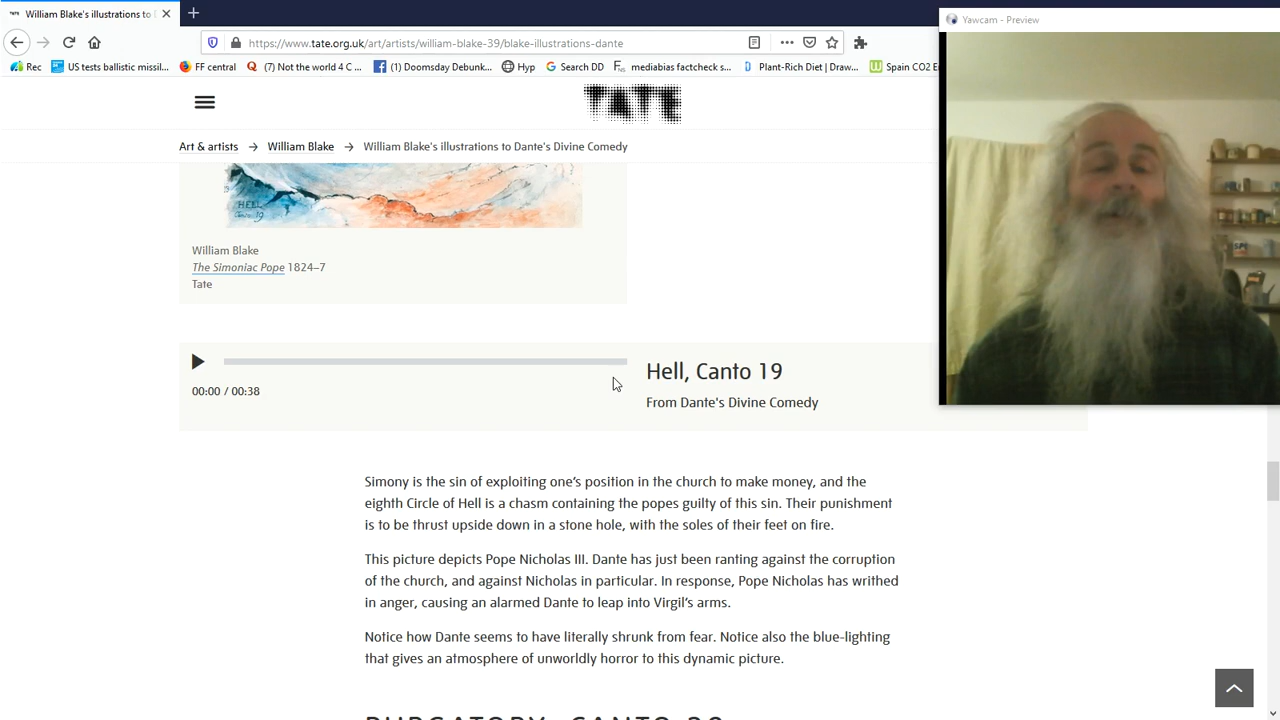 William Blake's illustrations to
Yawcam - Preview
https://www.tate.org.uk/art/artists/william-blake-39/blake-illustrations-dante
Rec
US tests ballistic missil...
FF central
(7) Not the world 4 C ...
(1) Doomsday Debunk...
Hyp
Search DD
mediabias factcheck s...
Plant-Rich Diet | Draw...
Spain CO2 E
TATE
Art & artists → William Blake → William Blake's illustrations to Dante's Divine Comedy
HELL
Canto 19
William Blake
The Simoniac Pope 1824–7
Tate
Hell, Canto 19
00:00 / 00:38
From Dante's Divine Comedy
Simony is the sin of exploiting one's position in the church to make money, and the
eighth Circle of Hell is a chasm containing the popes guilty of this sin. Their punishment
is to be thrust upside down in a stone hole, with the soles of their feet on fire.
This picture depicts Pope Nicholas III. Dante has just been ranting against the corruption
of the church, and against Nicholas in particular. In response, Pope Nicholas has writhed
in anger, causing an alarmed Dante to leap into Virgil's arms.
Notice how Dante seems to have literally shrunk from fear. Notice also the blue-lighting
that gives an atmosphere of unworldly horror to this dynamic picture.
PURGATORY, CANTO